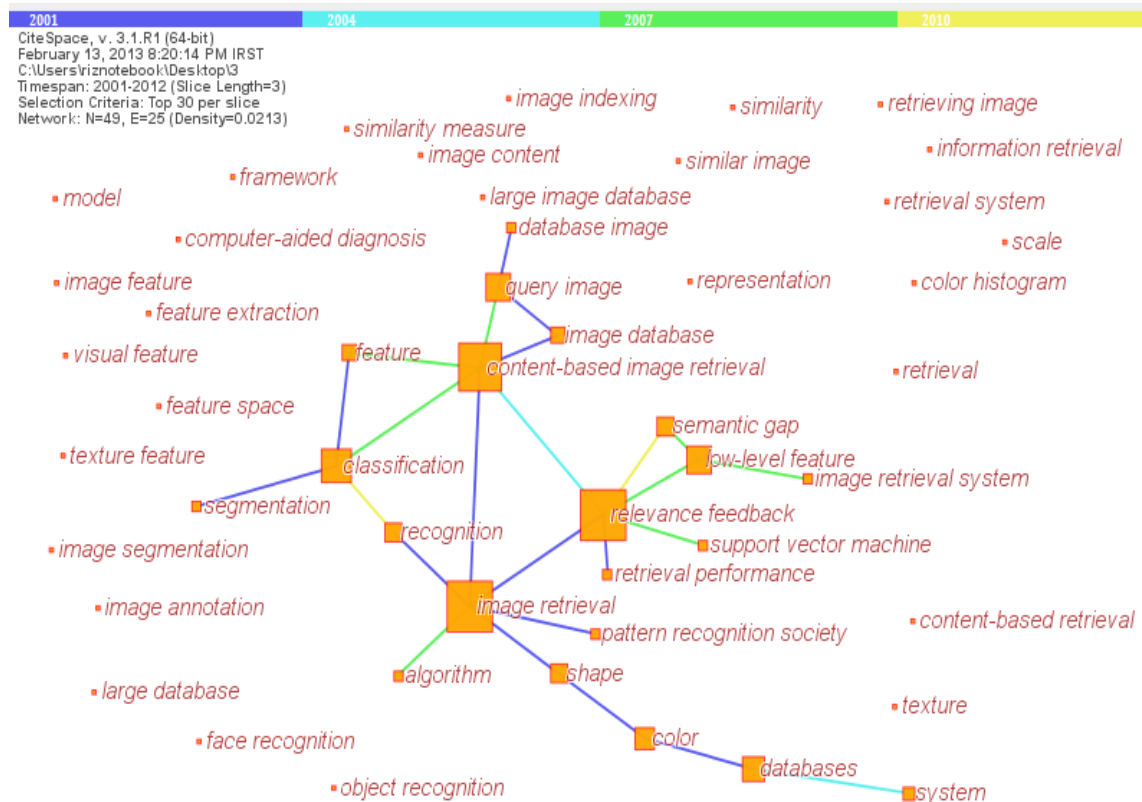 2001 2004 2007 2010
CiteSpace, v. 3.1.R1 (64-bit)
February 13, 2013 8:20:14 PM IRST
C:\Users\riznotebook\Desktop\3
Timespan: 2001-2012 (Slice Length=3)
Selection Criteria: Top 30 per slice
Network: N=49, E=25 (Density=0.0213)
image indexing
similarity
retrieving image
similarity measure
image content
similar image
information retrieval
framework
model
large image database
retrieval system
database image
computer-aided diagnosis
scale
image feature
query image
representation
color histogram
feature extraction
image database
visual feature
feature
content-based image retrieval
retrieval
feature space
semantic gap
texture feature
classification
low-level feature
image retrieval system
segmentation
relevance feedback
recognition
support vector machine
image segmentation
retrieval performance
image annotation
image retrieval
content-based retrieval
pattern recognition society
algorithm
shape
large database
texture
face recognition
color
databases
object recognition
system